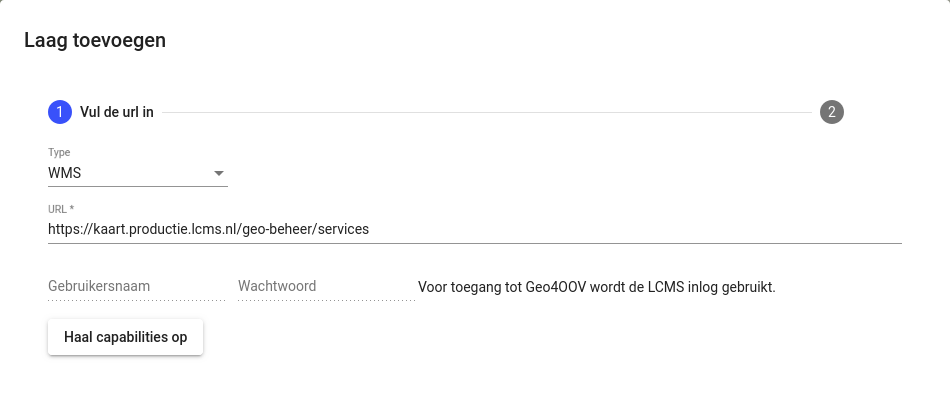 Laag toevoegen
1 Vul de url in 2
Type
WMS
URL *
https://kaart.productie.lcms.nl/geo-beheer/services
Gebruikersnaam Wachtwoord Voor toegang tot Geo4OOV wordt de LCMS inlog gebruikt.
Haal capabilities op